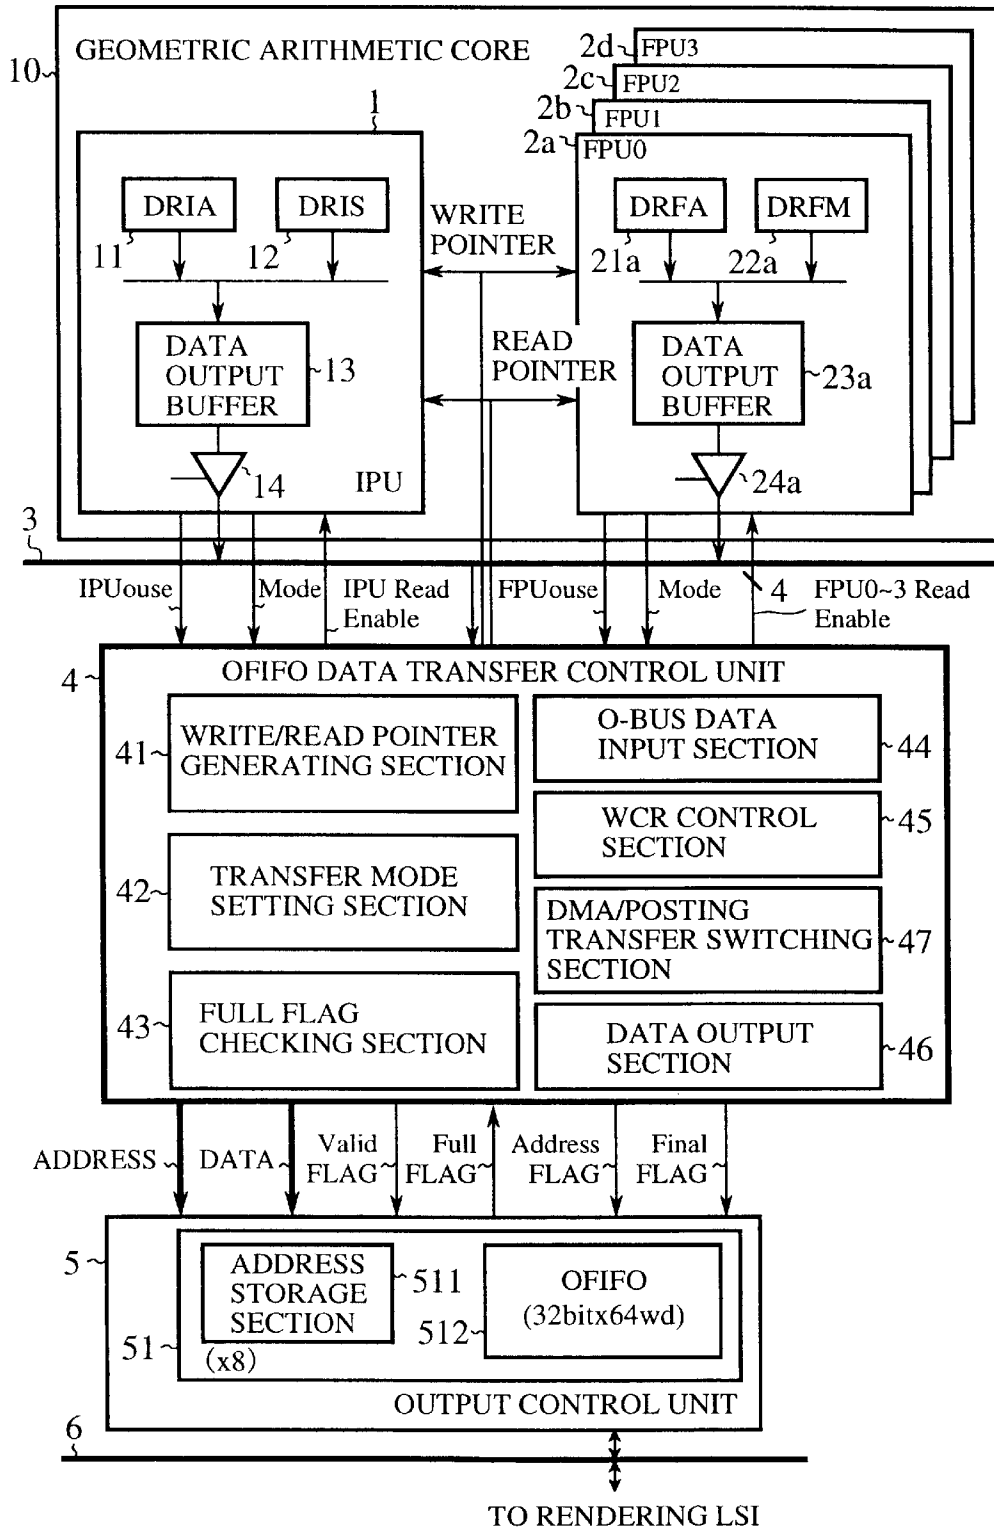 GEOMETRIC ARITHMETIC CORE
10
1
2d
FPU3
2c
FPU2
2b
FPU1
2a
FPU0
DRIA
DRIS
11
12
WRITE
POINTER
DRFA
DRFM
21a
22a
DATA
OUTPUT
BUFFER
13
READ
POINTER
DATA
OUTPUT
BUFFER
23a
14
IPU
24a
3
IPUouse
Mode
IPU Read
Enable
FPUouse
Mode
4
FPU0~3 Read
Enable
4
OFIFO DATA TRANSFER CONTROL UNIT
41
WRITE/READ POINTER
GENERATING SECTION
O-BUS DATA
INPUT SECTION
44
WCR CONTROL
SECTION
45
42
TRANSFER MODE
SETTING SECTION
DMA/POSTING
TRANSFER SWITCHING
SECTION
47
43
FULL FLAG
CHECKING SECTION
DATA OUTPUT
SECTION
46
ADDRESS
DATA
Valid
FLAG
Full
FLAG
Address
FLAG
Final
FLAG
5
ADDRESS
STORAGE
SECTION
511
(x8)
51
OFIFO
(32bitx64wd)
512
OUTPUT CONTROL UNIT
6
TO RENDERING LSI